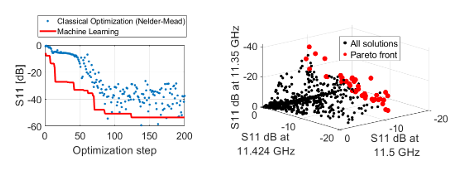 Classical Optimization (Nelder-Mead)
Machine Learning
0
-20
-40
-60
S11 [dB]
0
50
100
150
200
Optimization step
All solutions
Pareto front
-40
-20
0
S11 dB at 11.35 GHz
0
-10
-20
S11 dB at
11.424 GHz
0
-10
-20
S11 dB at
11.5 GHz